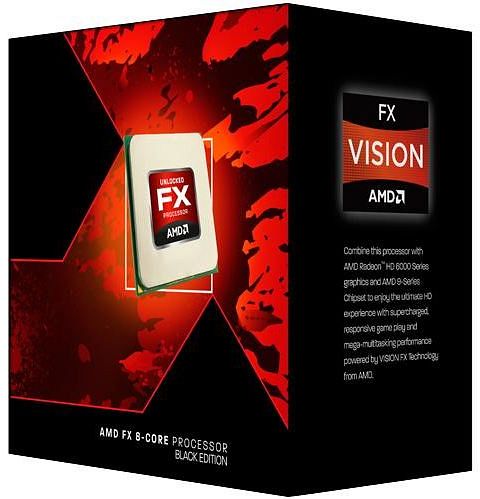 UNLOCKED
FX
PROCESSOR
AMD
AMD FX 8-CORE PROCESSOR
BLACK EDITION
FX
VISION
AMD
Combine this processor with
AMD Radeon™ HD 6000 Series
graphics and AMD 9-Series
Chipset to enjoy the ultimate HD
experience with supercharged,
responsive game play and
mega-multitasking performance
powered by VISION FX Technology
from AMD.